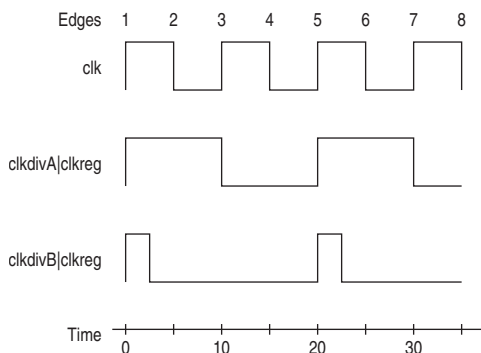 Edges 1 2 3 4 5 6 7 8
clk
clkdivA|clkreg
clkdivB|clkreg
Time
0 10 20 30